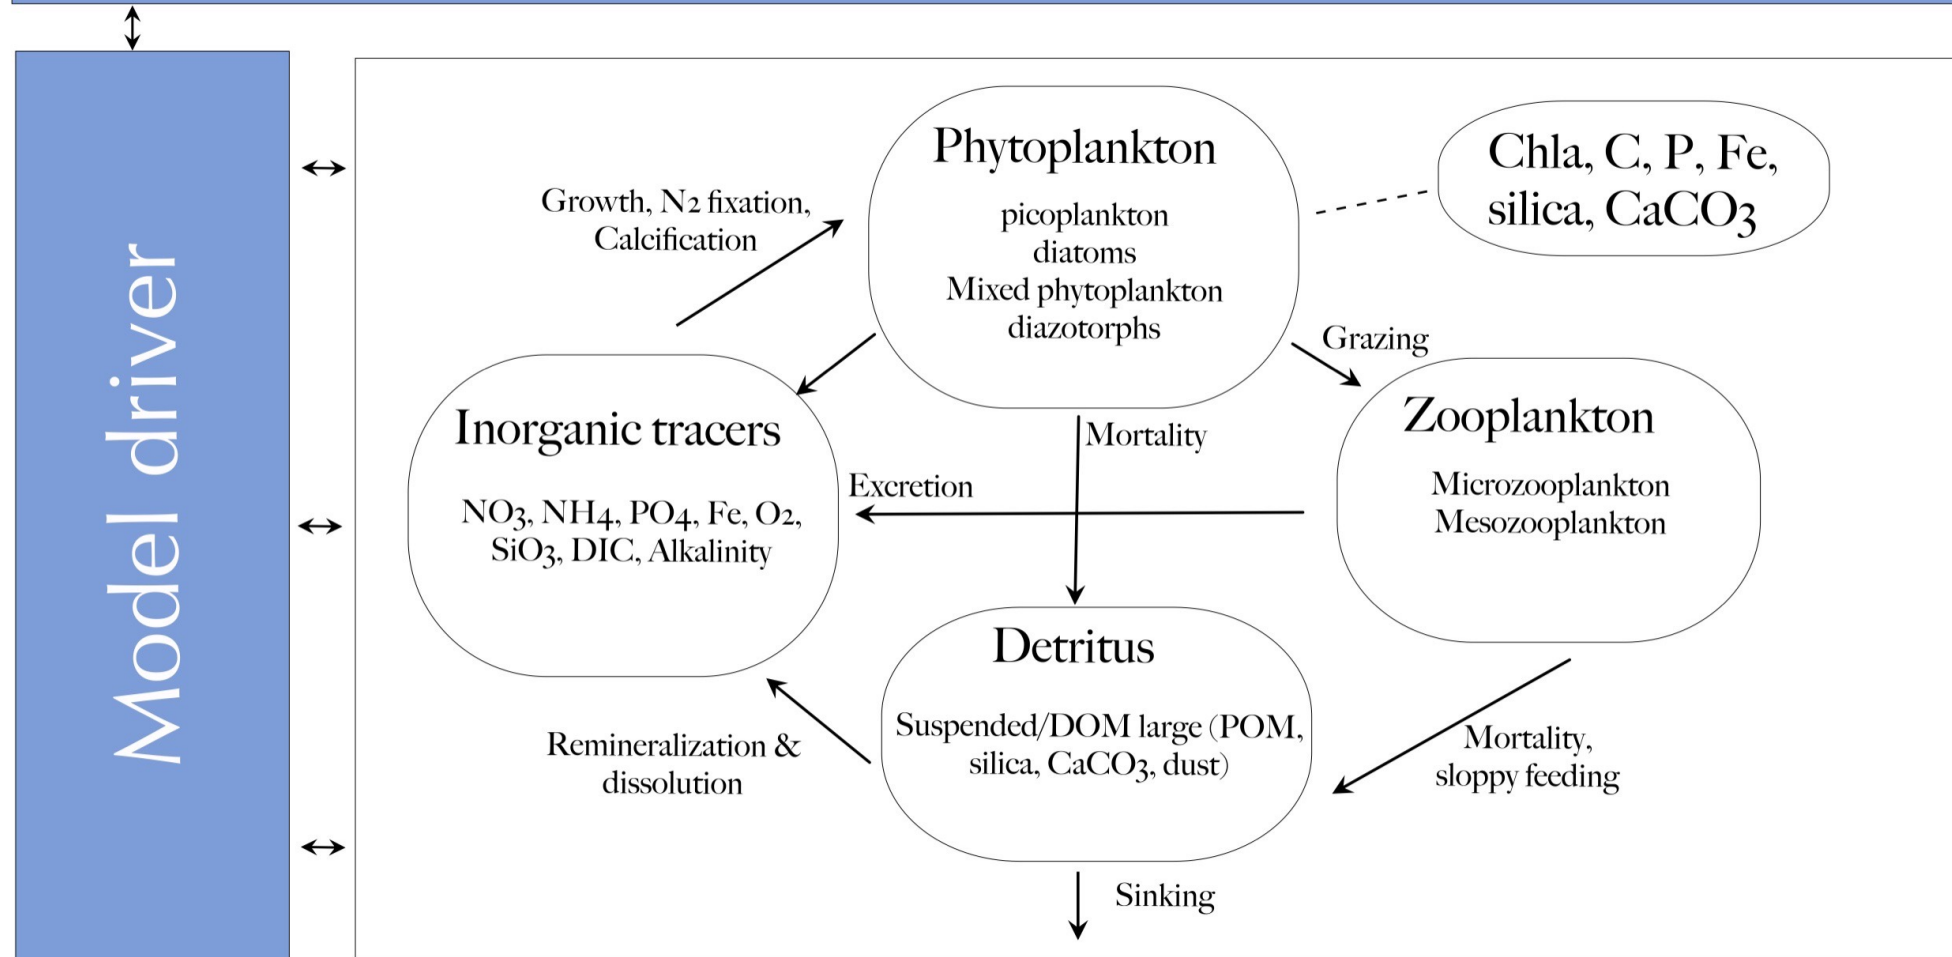 Model driver
Phytoplankton
picoplankton
diatoms
Mixed phytoplankton
diazotorphs
Chla, C, P, Fe,
silica, CaCO3
Growth, N2 fixation,
Calcification
Grazing
Inorganic tracers
NO3, NH4, PO4, Fe, O2,
SiO3, DIC, Alkalinity
Mortality
Excretion
Zooplankton
Microzooplankton
Mesozooplankton
Detritus
Suspended/DOM large (POM,
silica, CaCO3, dust)
Remineralization &
dissolution
Mortality,
sloppy feeding
Sinking